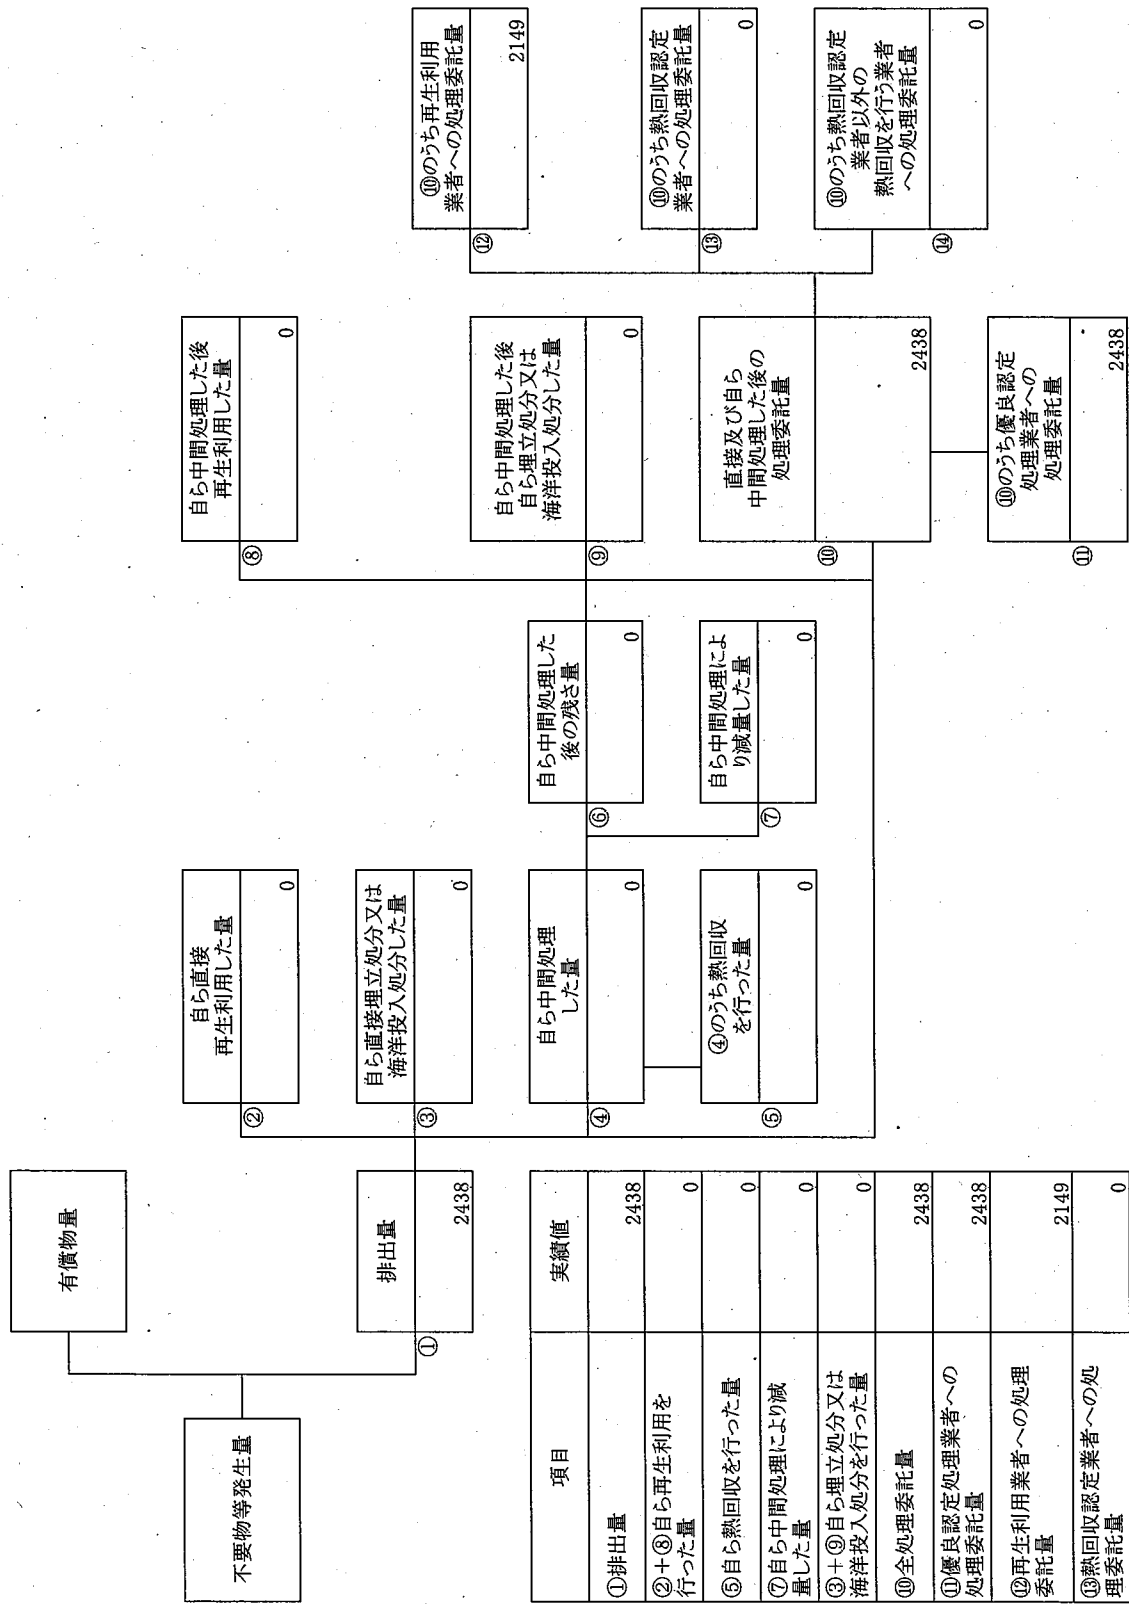 不要物等発生量
有償物量
排出量
①
2438
自ら直接
再生利用した量
②
0
自ら直接埋立処分又は
海洋投入処分した量
③
0
自ら中間処理
した量
④
0
④のうち熱回収
を行った量
⑤
0
自ら中間処理した
後の残さ量
⑥
0
自ら中間処理によ
り減量した量
⑦
0
自ら中間処理した後
再生利用した量
⑧
0
自ら中間処理した後
自ら埋立処分又は
海洋投入処分した量
⑨
0
直接及び自ら
中間処理した後の
処理委託量
⑩
2438
⑩のうち優良認定
処理業者への
処理委託量
⑪
2438
⑩のうち再生利用
業者への処理委託量
⑫
2149
⑩のうち熱回収認定
業者への処理委託量
⑬
0
⑩のうち熱回収認定
業者以外の
熱回収を行う業者
への処理委託量
⑭
0
項目 実績値
①排出量 2438
②+⑧自ら再生利用を
行った量 0
⑤自ら熱回収を行った量 0
⑦自ら中間処理により減
量した量 0
③+⑨自ら埋立処分又は
海洋投入処分を行った量 0
⑩全処理委託量 2438
⑪優良認定処理業者への
処理委託量 2438
⑫再生利用業者への処理
委託量 2149
⑬熱回収認定業者への処
理委託量 0